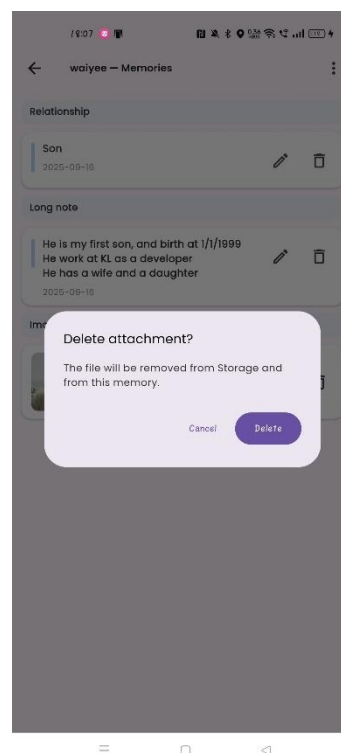 18:07
waiyee — Memories
Relationship
Son
2025-09-16
Long note
He is my first son, and birth at 1/1/1999
He work at KL as a developer
He has a wife and a daughter
2025-09-16
Delete attachment?
The file will be removed from Storage and
from this memory.
Cancel
Delete